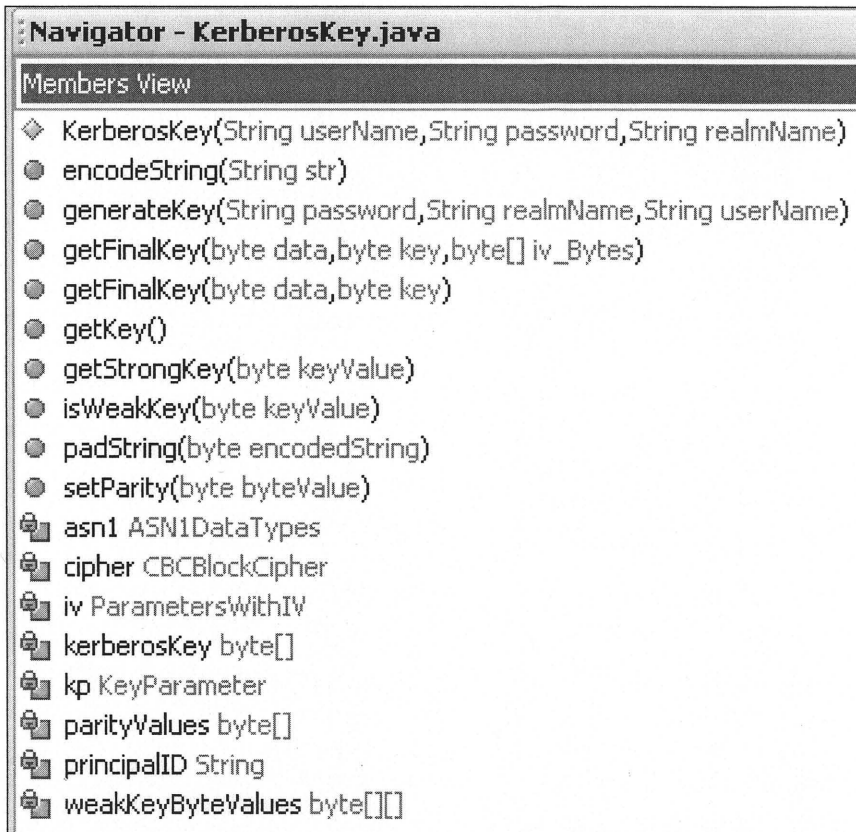 Navigator - KerberosKey.java
Members View
KerberosKey(String userName,String password,String realmName)
encodeString(String str)
generateKey(String password,String realmName,String userName)
getFinalKey(byte data,byte key,byte[] iv_Bytes)
getFinalKey(byte data,byte key)
getKey()
getStrongKey(byte keyValue)
isWeakKey(byte keyValue)
padString(byte encodedString)
setParity(byte byteValue)
asn1 ASN1DataTypes
cipher CBCBlockCipher
iv ParametersWithIV
kerberosKey byte[]
kp KeyParameter
parityValues byte[]
principalID String
weakKeyByteValues byte[][]